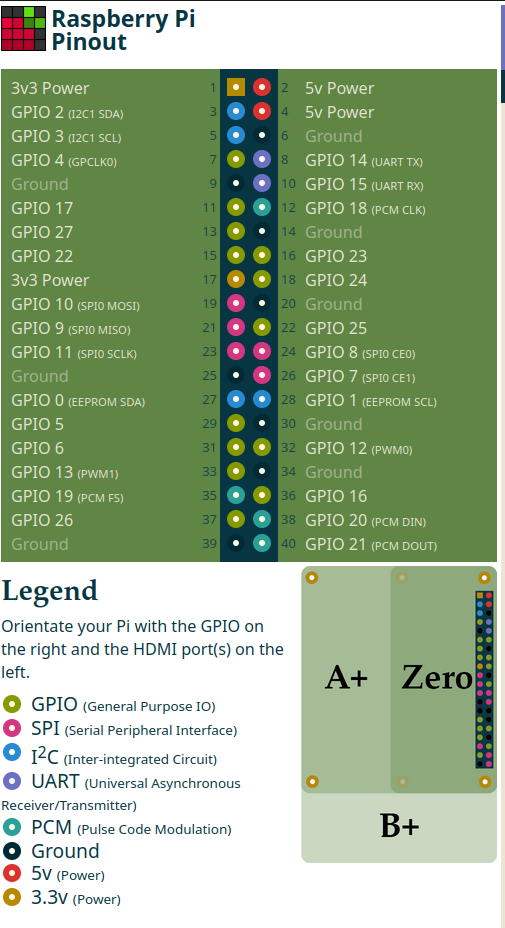 Raspberry Pi
Pinout
3v3 Power 1 2 5v Power
GPIO 2 (I2C1 SDA) 3 4 5v Power
GPIO 3 (I2C1 SCL) 5 6 Ground
GPIO 4 (GPCLK0) 7 8 GPIO 14 (UART TX)
Ground 9 10 GPIO 15 (UART RX)
GPIO 17 11 12 GPIO 18 (PCM CLK)
GPIO 27 13 14 Ground
GPIO 22 15 16 GPIO 23
3v3 Power 17 18 GPIO 24
GPIO 10 (SPI0 MOSI) 19 20 Ground
GPIO 9 (SPI0 MISO) 21 22 GPIO 25
GPIO 11 (SPI0 SCLK) 23 24 GPIO 8 (SPI0 CE0)
Ground 25 26 GPIO 7 (SPI0 CE1)
GPIO 0 (EEPROM SDA) 27 28 GPIO 1 (EEPROM SCL)
GPIO 5 29 30 Ground
GPIO 6 31 32 GPIO 12 (PWM0)
GPIO 13 (PWM1) 33 34 Ground
GPIO 19 (PCM FS) 35 36 GPIO 16
GPIO 26 37 38 GPIO 20 (PCM DIN)
Ground 39 40 GPIO 21 (PCM DOUT)
Legend
Orientate your Pi with the GPIO on
the right and the HDMI port(s) on the
left.
GPIO (General Purpose IO)
SPI (Serial Peripheral Interface)
I²C (Inter-integrated Circuit)
UART (Universal Asynchronous
Receiver/Transmitter)
PCM (Pulse Code Modulation)
Ground
5v (Power)
3.3v (Power)
A+ Zero
B+